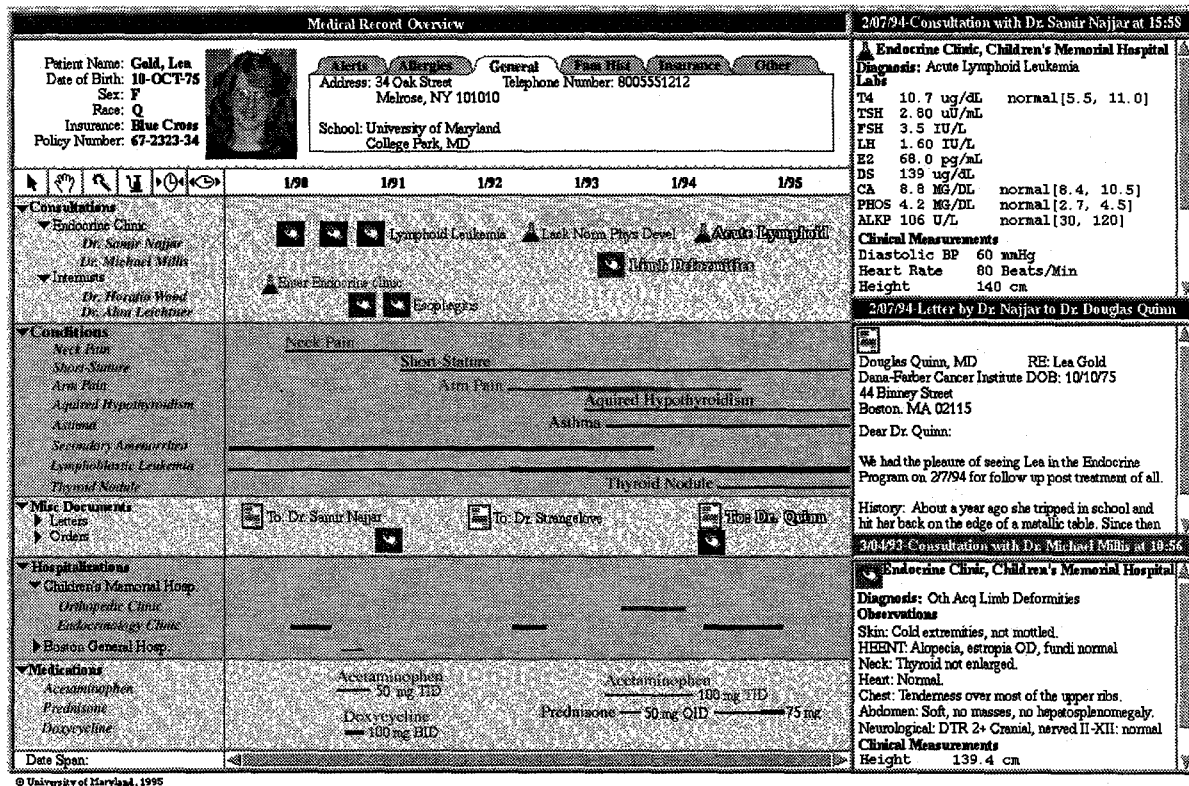 Medical Record Overview
Patient Name: Gold, Lea
Date of Birth: 10-OCT-75
Sex: F
Race: Q
Insurance: Blue Cross
Policy Number: 67-2323-34
Alerts Allergies General Fam Hist Insurance Other
Address: 34 Oak Street Telephone Number: 8005551212
Melrose, NY 101010
School: University of Maryland
College Park, MD
1/90 1/91 1/92 1/93 1/94 1/95
Consultations
Endocrine Clinic
Dr. Samir Najjar
Dr. Michael Millis
Internists
Dr. Horatio Wood
Dr. Alan Leichtner
Lymphoid Leukemia Lack Norm Phys Devel Acute Lymphoid
Limb Deformities
Enter Endocrine clinic
Esophegitis
Conditions
Neck Pain
Short-Stature
Arm Pain
Aquired Hypothyroidism
Asthma
Secondary Amenorrhea
Lymphoblastic Leukemia
Thyroid Nodule
Neck Pain
Short-Stature
Arm Pain
Aquired Hypothyroidism
Asthma
Thyroid Nodule
Misc Documents
Letters
Orders
To: Dr. Samir Najjar To: Dr. Strangelove
Hospitalizations
Children's Memorial Hosp.
Orthopedic Clinic
Endocrinology Clinic
Boston General Hosp.
Medications
Acetaminophen
Prednisone
Doxycycline
Acetaminophen
50 mg TID
Doxycycline
100 mg BID
Acetaminophen
100 mg TID
Prednisone 50 mg QID 75 mg
Date Span:
© University of Maryland, 1995
2/07/94-Consultation with Dr. Samir Najjar at 15:58
Endocrine Clinic, Children's Memorial Hospital
Diagnosis: Acute Lymphoid Leukemia
Labs
T4 10.7 ug/dL normal[5.5, 11.0]
TSH 2.80 uU/mL
FSH 3.5 IU/L
LH 1.60 IU/L
E2 68.0 pg/mL
DS 139 ug/dL
CA 8.8 MG/DL normal[8.4, 10.5]
PHOS 4.2 MG/DL normal[2.7, 4.5]
ALKP 106 U/L normal[30, 120]
Clinical Measurements
Diastolic BP 60 mmHg
Heart Rate 80 Beats/Min
Height 140 cm
2/07/94-Letter by Dr. Najjar to Dr. Douglas Quinn
Douglas Quinn, MD RE: Lea Gold
Dana-Farber Cancer Institute DOB: 10/10/75
44 Binney Street
Boston. MA 02115
Dear Dr. Quinn:
We had the pleasure of seeing Lea in the Endocrine
Program on 2/7/94 for follow up post treatment of all.
History: About a year ago she tripped in school and
hit her back on the edge of a metallic table. Since then
3/04/93-Consultation with Dr. Michael Millis at 10:56
Endocrine Clinic, Children's Memorial Hospital
Diagnosis: Oth Acq Limb Deformities
Observations
Skin: Cold extremities, not mottled.
HEENT: Alopecia, estropia OD, fundi normal
Neck: Thyroid not enlarged.
Heart: Normal.
Chest: Tenderness over most of the upper ribs.
Abdomen: Soft, no masses, no hepatosplenomegaly.
Neurological: DTR 2+ Cranial, nerved II-XII: normal
Clinical Measurements
Height 139.4 cm